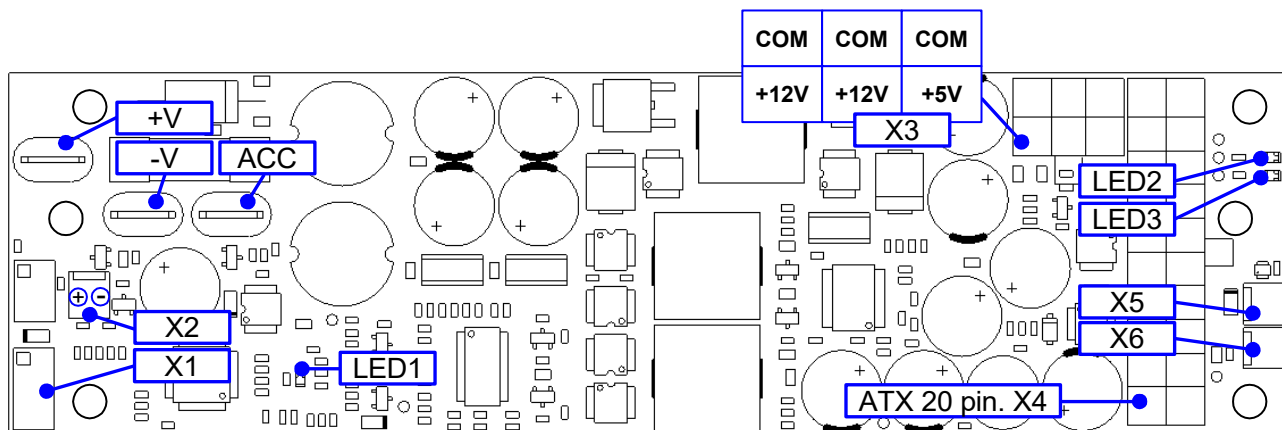 COM COM COM
+12V +12V +5V
X3
+V
-V ACC
LED2
LED3
X5
X6
X2
X1
LED1
ATX 20 pin. X4